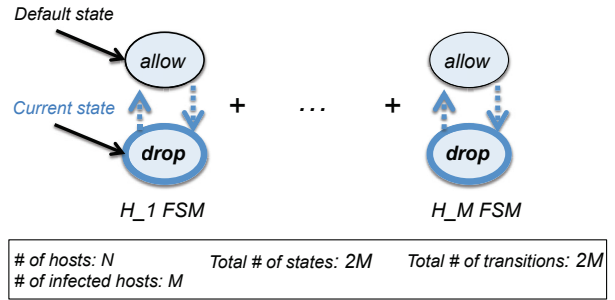 Default state
allow
allow
+ ... +
Current state
drop
drop
H_1 FSM
H_M FSM
# of hosts: N
Total # of states: 2M
Total # of transitions: 2M
# of infected hosts: M